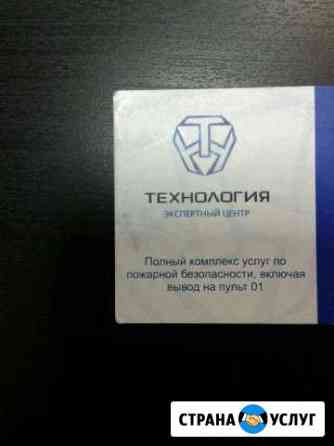 ТЕХНОЛОГИЯ
ЭКСПЕРТНЫЙ ЦЕНТР
Полный комплекс услуг по
пожарной безопасности, включая
вывод на пульт 01
СТРАНА УСЛУГ